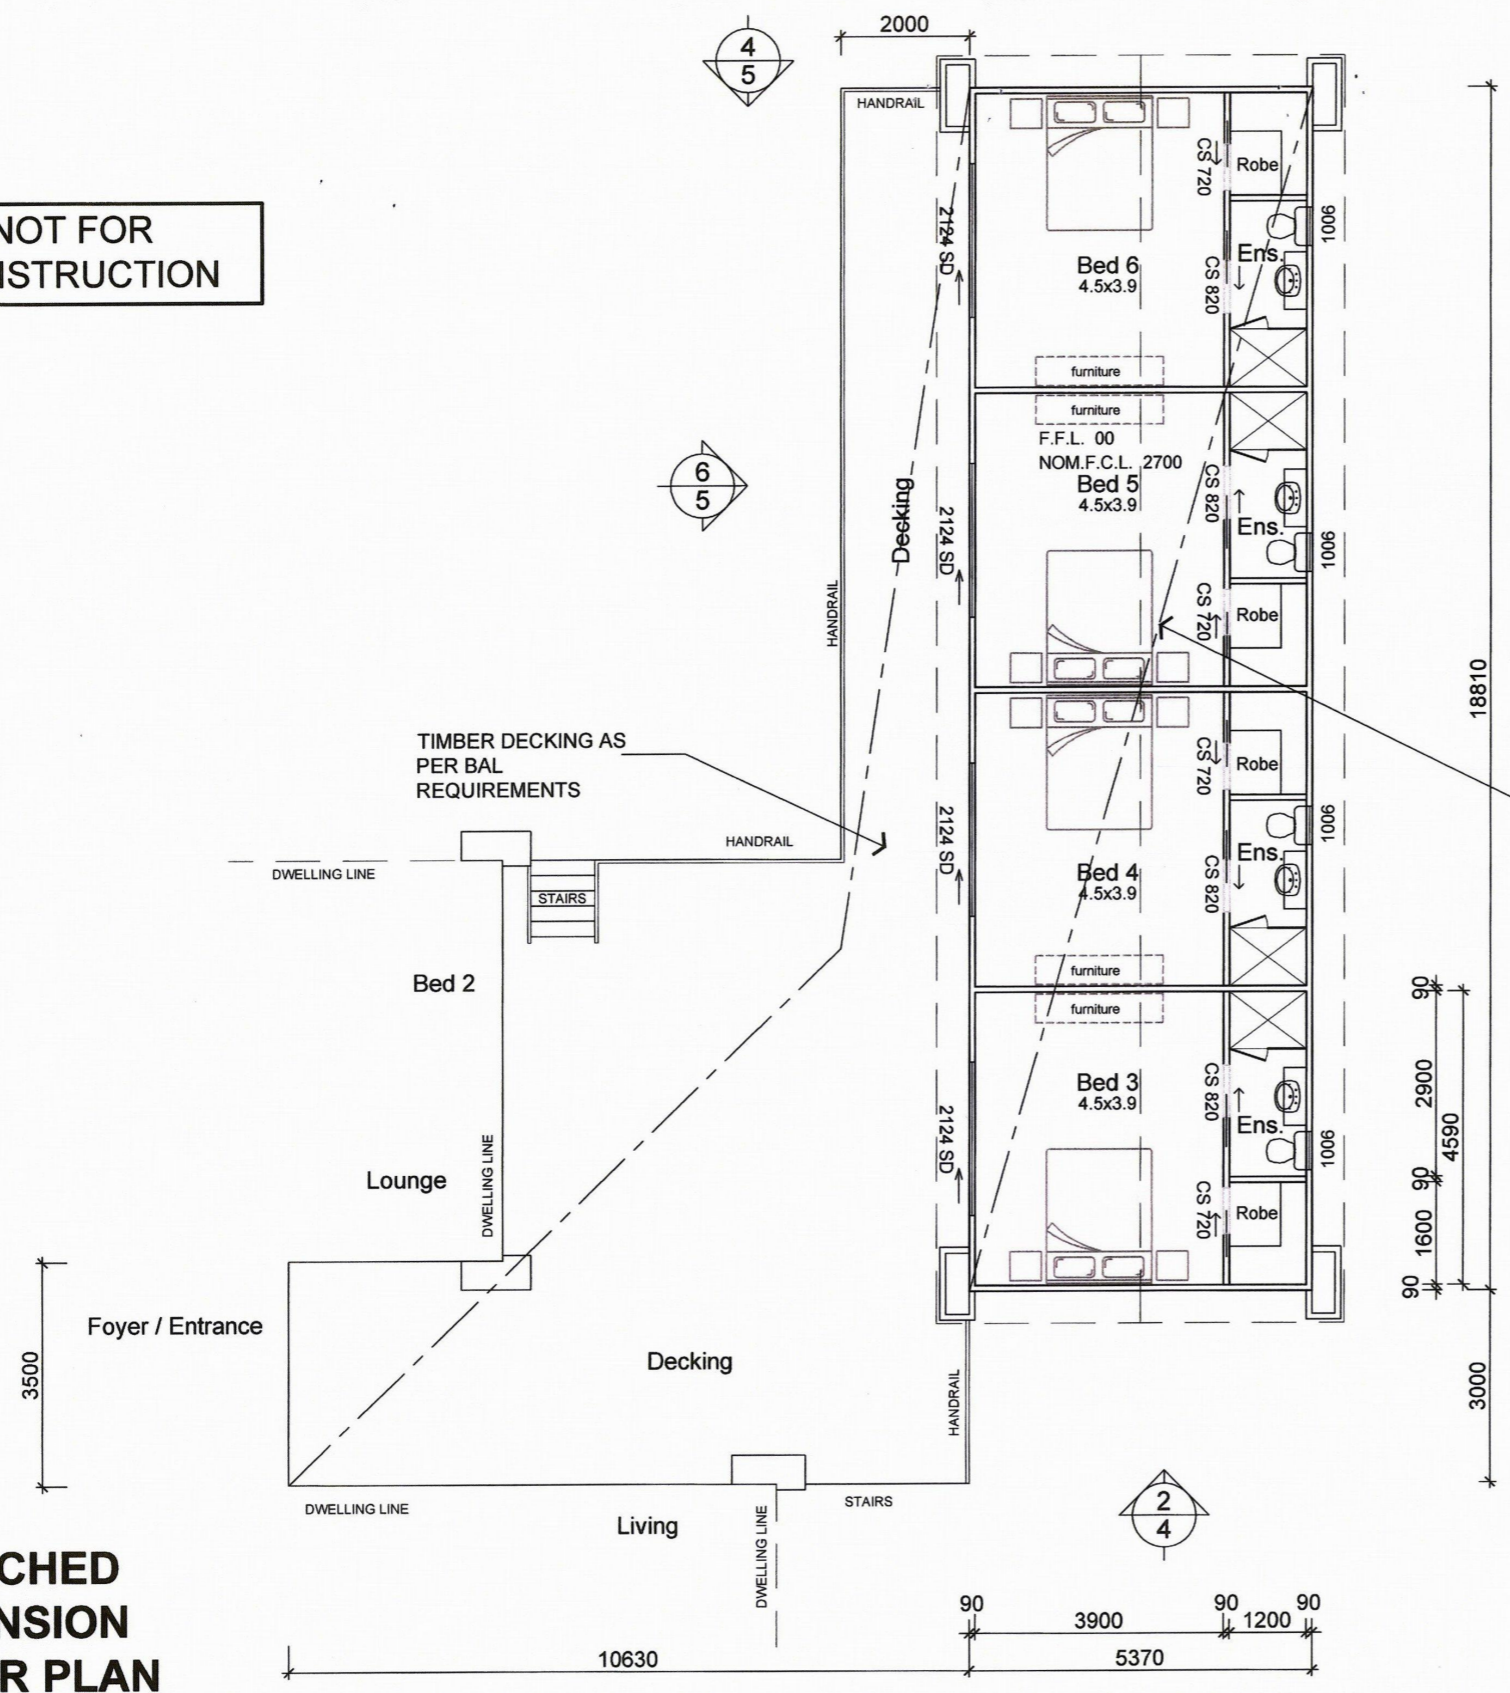 2000
4
5
HANDRAIL
NOT FOR
NSTRUCTION
CS 720
Robe
2124 SD
1006
Ens.
CS 820
Bed 6
4.5x3.9
furniture
furniture
F.F.L. 00
NOM.F.C.L. 2700
Bed 5
4.5x3.9
6
5
Decking
2124 SD
CS 820
Ens.
1006
HANDRAIL
CS 720
Robe
18810
TIMBER DECKING AS
PER BAL
REQUIREMENTS
CS 720
Robe
HANDRAIL
2124 SD
1006
Ens.
CS 820
Bed 4
4.5x3.9
DWELLING LINE
STAIRS
furniture
90
Bed 2
furniture
Bed 3
4.5x3.9
CS 820
2900
4590
2124 SD
Ens.
1006
Lounge
DWELLING LINE
90
CS 720
Robe
1600
90
Foyer / Entrance
3500
Decking
HANDRAIL
3000
DWELLING LINE
STAIRS
Living
DWELLING LINE
2
4
CHED
NSION
R PLAN
90
3900
90
1200
90
10630
5370